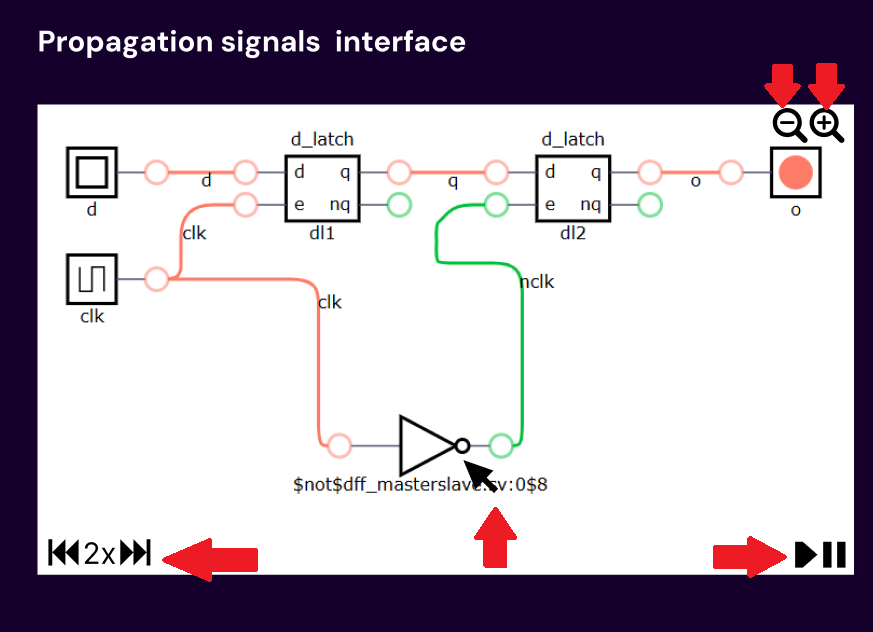 Propagation signals interface
d_latch
d_latch
d
d
q
q
d
q
o
e
nq
e
nq
d
o
clk
dl1
dl2
clk
nclk
clk
$not$dff_masterslave.sv:0$8
2x